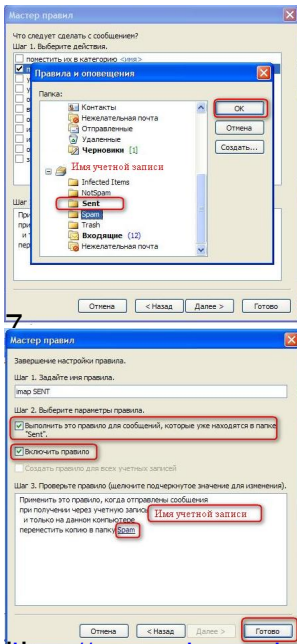 Мастер правил
Что следует сделать с сообщением?
Шаг 1. Выберите действия.
поместить их в категорию <имя>
Правила и оповещения
Папка:
Контакты
Нежелательная почта
Отправленные
Удаленные
Черновики [1]
Имя учетной записи
Infected Items
NotSpam
Sent
Spam
Trash
Входящие (12)
Нежелательная почта
OK
Отмена
Создать...
Шаг
При
при
и т
пер
Отмена
< Назад
Далее >
Готово
7
Мастер правил
Завершение настройки правила.
Шаг 1. Задайте имя правила.
imap SENT
Шаг 2. Выберите параметры правила.
Выполнить это правило для сообщений, которые уже находятся в папке
"Sent".
Включить правило
Создать правило для всех учетных записей
Шаг 3. Проверьте правило (щелкните подчеркнутое значение для изменения).
Применить это правило, когда отправлены сообщения
при получении через учетную запись Имя учетной записи
и только на данном компьютере
переместить копию в папку Spam
Отмена
< Назад
Далее >
Готово